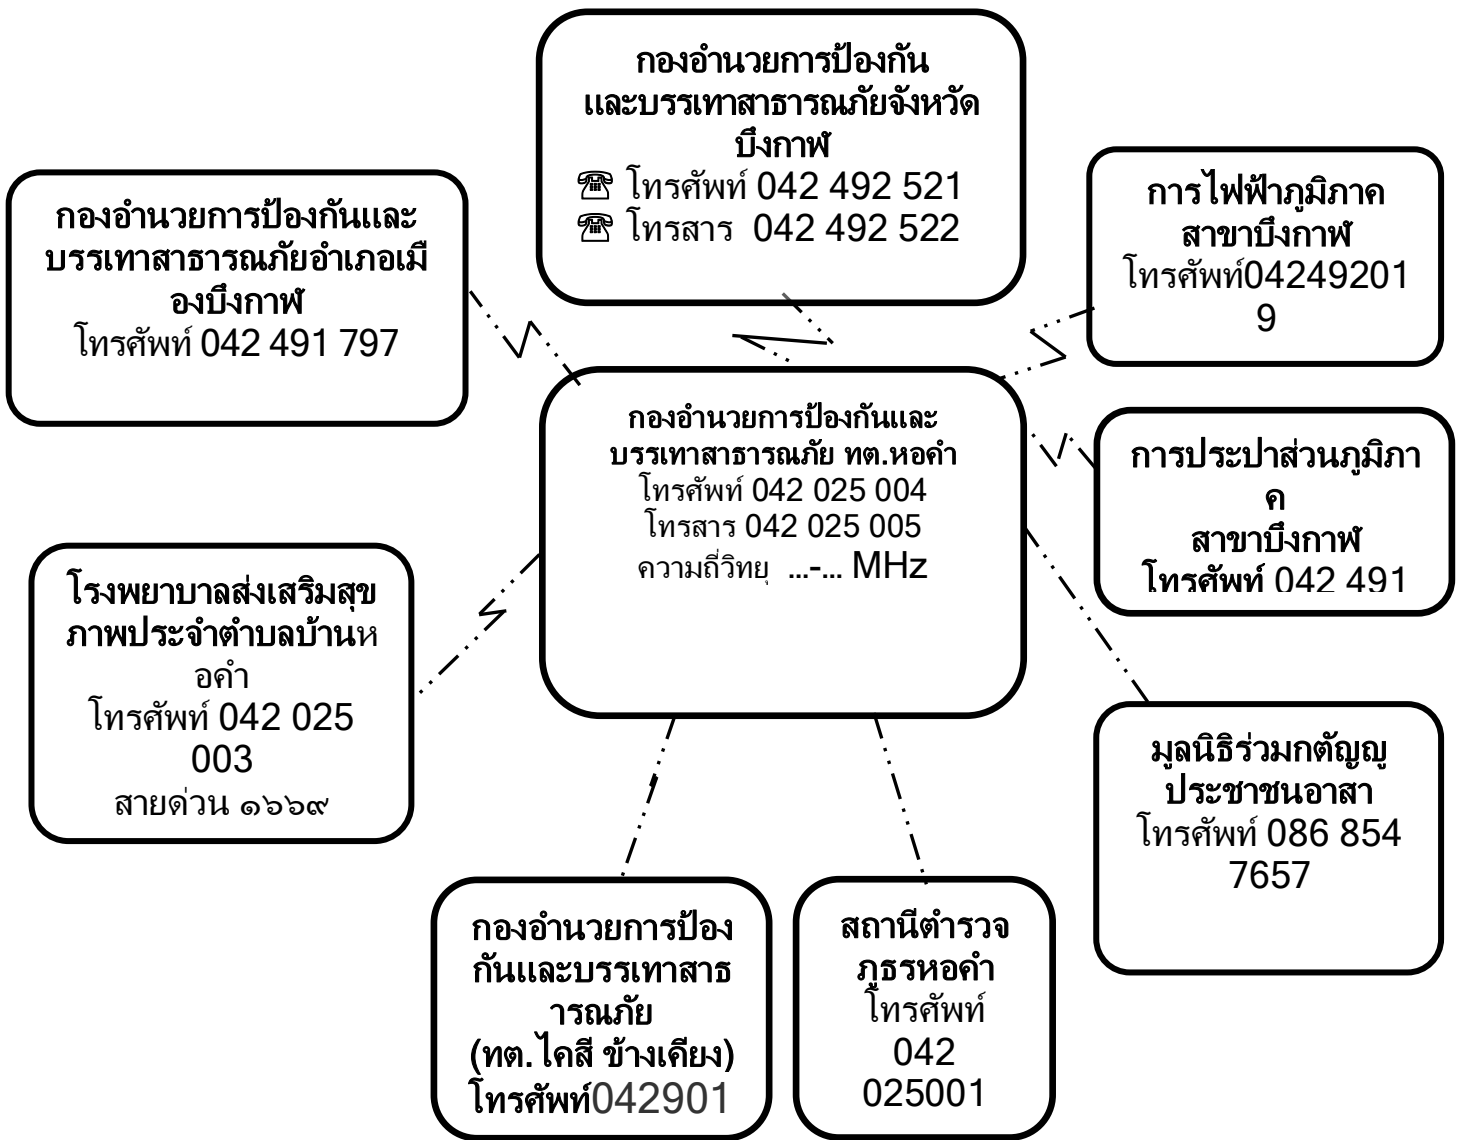 กองอำนวยการป้องกัน
และบรรเทาสาธารณภัยจังหวัด
บึงกาฬ
☎ โทรศัพท์ 042 492 521
☎ โทรสาร 042 492 522
กองอำนวยการป้องกันและ
บรรเทาสาธารณภัยอำเภอเมื
องบึงกาฬ
โทรศัพท์ 042 491 797
การไฟฟ้าภูมิภาค
สาขาบึงกาฬ
โทรศัพท์04249201
9
กองอำนวยการป้องกันและ
บรรเทาสาธารณภัย ทต.หอคำ
โทรศัพท์ 042 025 004
โทรสาร 042 025 005
ความถี่วิทยุ ...-... MHz
การประปาส่วนภูมิภา
ค
สาขาบึงกาฬ
โทรศัพท์ 042 491
โรงพยาบาลส่งเสริมสุข
ภาพประจำตำบลบ้านห
อคำ
โทรศัพท์ 042 025
003
สายด่วน ๑๖๖๙
มูลนิธิร่วมกตัญญู
ประชาชนอาสา
โทรศัพท์ 086 854
7657
กองอำนวยการป้อง
กันและบรรเทาสาธ
ารณภัย
(ทต.ไคสี ข้างเคียง)
โทรศัพท์042901
สถานีตำรวจ
ภูธรหอคำ
โทรศัพท์
042
025001